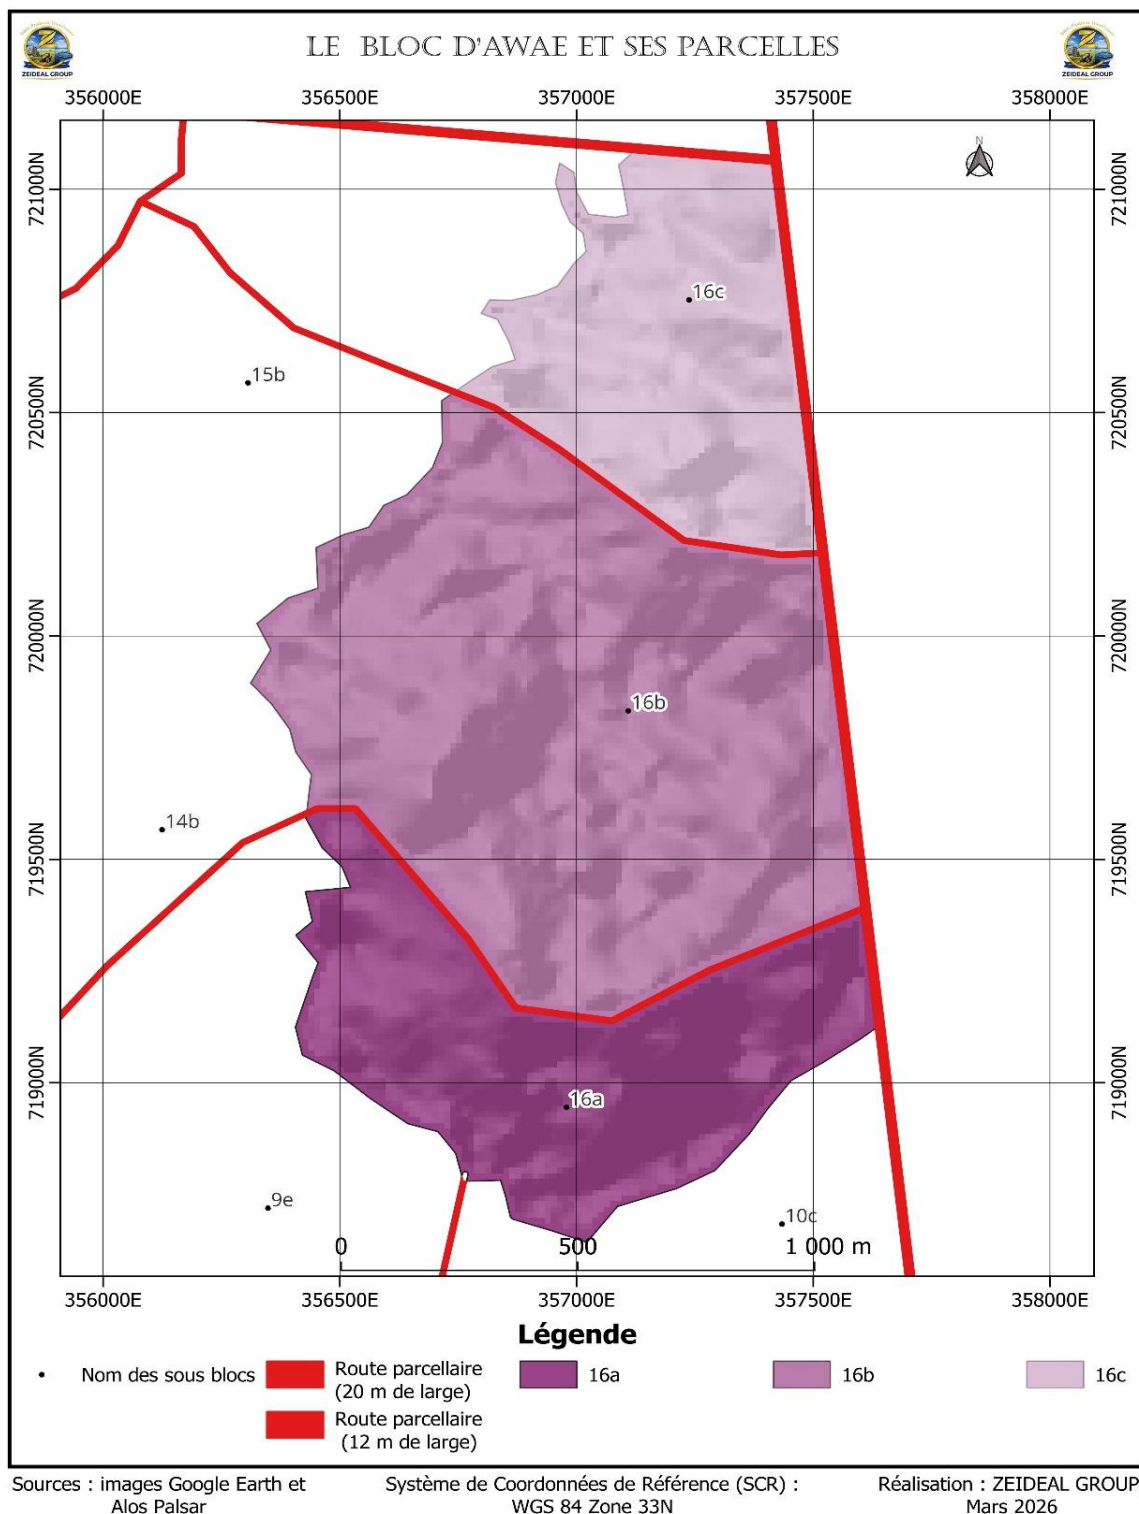 LE BLOC D'AWAE ET SES PARCELLES
ZEIDEAL GROUP
ZEIDEAL GROUP
356000E 356500E 357000E 357500E 358000E
721000N
721000N
16c
15b
720500N
720500N
720000N
720000N
16b
14b
719500N
719500N
719000N
719000N
16a
9e
10c
0 500 1 000 m
N
356000E 356500E 357000E 357500E 358000E
Légende
Nom des sous blocs
Route parcellaire
(20 m de large)
Route parcellaire
(12 m de large)
16a
16b
16c
Sources : images Google Earth et
Alos Palsar
Système de Coordonnées de Référence (SCR) :
WGS 84 Zone 33N
Réalisation : ZEIDEAL GROUP
Mars 2026